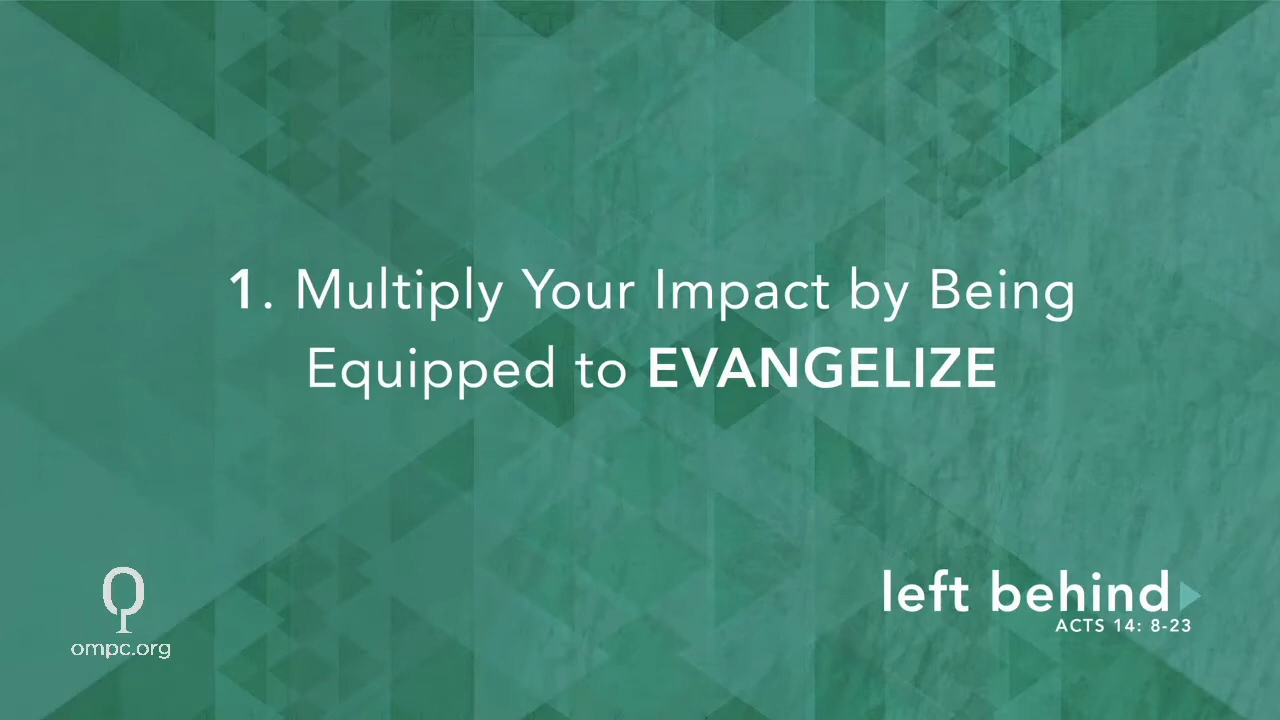 1. Multiply Your Impact by Being
Equipped to EVANGELIZE
left behind
ACTS 14: 8-23
ompc.org